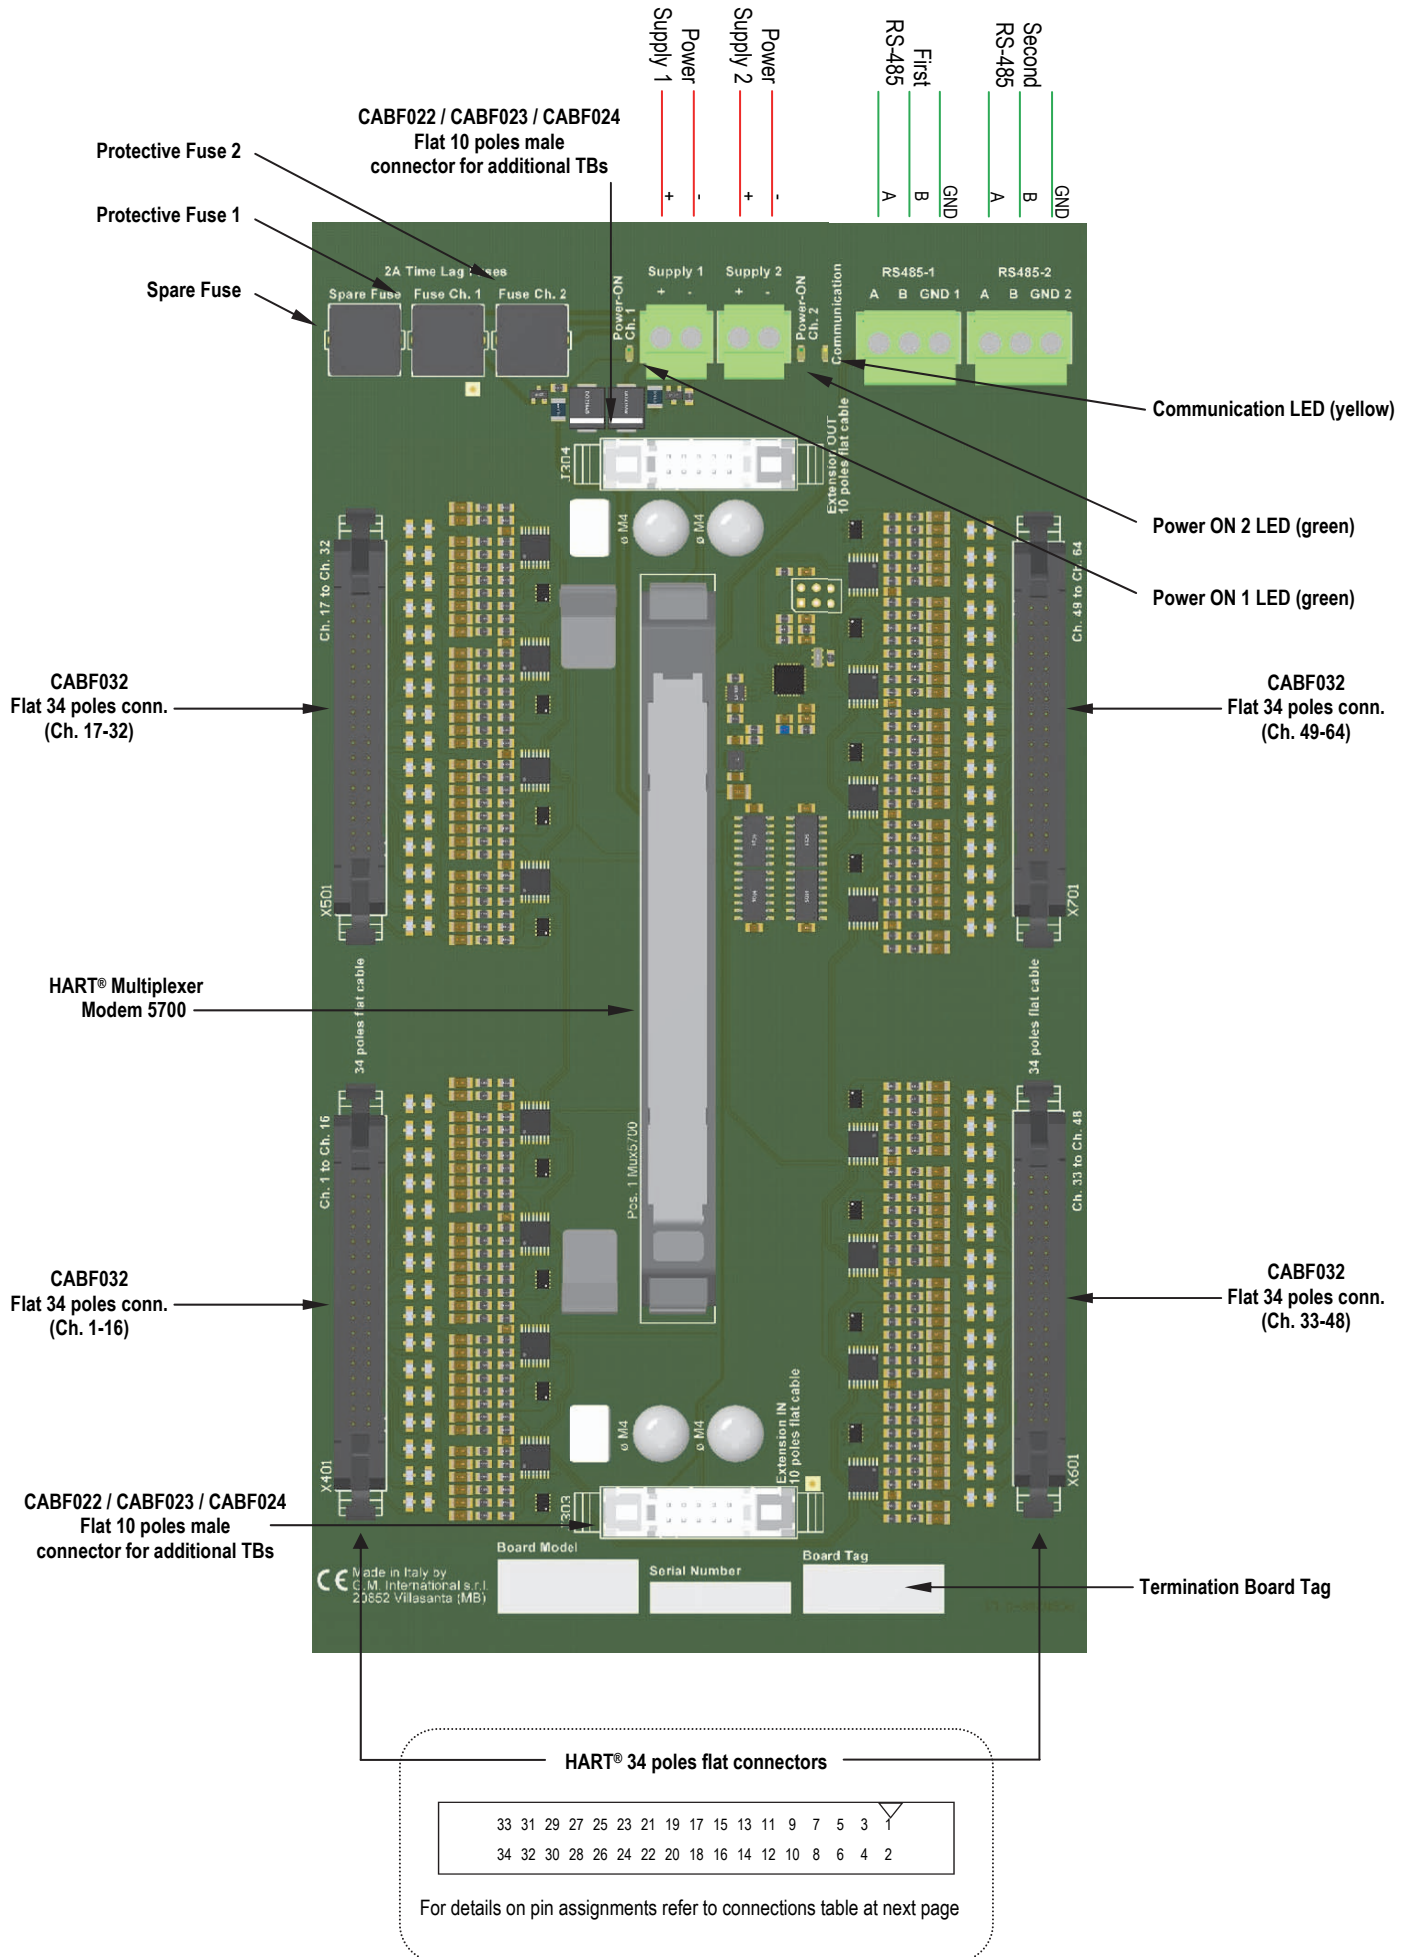 Power
Supply 1
Power
Supply 2
First
RS-485
Second
RS-485
+
-
+
-
A
B
GND
A
B
GND
CABF022 / CABF023 / CABF024
Flat 10 poles male
connector for additional TBs
Protective Fuse 2
Protective Fuse 1
Spare Fuse
2A Time Lag Fuses
Spare Fuse
Fuse Ch. 1
Fuse Ch. 2
Power-ON
Ch. 1
Supply 1
+ -
Supply 2
+ -
Power-ON
Ch. 2
Communication
RS485-1
A B GND 1
RS485-2
A B GND 2
Communication LED (yellow)
Power ON 2 LED (green)
Power ON 1 LED (green)
J304
Extension OUT
10 poles flat cable
ø M4
ø M4
Ch. 17 to Ch. 32
Ch. 49 to Ch. 64
CABF032
Flat 34 poles conn.
(Ch. 17-32)
CABF032
Flat 34 poles conn.
(Ch. 49-64)
X501
X701
HART® Multiplexer
Modem 5700
34 poles flat cable
34 poles flat cable
Pos. 1 Mux5700
Ch. 1 to Ch. 16
Ch. 33 to Ch. 48
CABF032
Flat 34 poles conn.
(Ch. 1-16)
CABF032
Flat 34 poles conn.
(Ch. 33-48)
X401
X601
ø M4
ø M4
Extension IN
10 poles flat cable
J303
CABF022 / CABF023 / CABF024
Flat 10 poles male
connector for additional TBs
CE
Made in Italy by
G.M. International s.r.l.
20852 Villasanta (MB)
Board Model
Serial Number
Board Tag
Termination Board Tag
HART® 34 poles flat connectors
33 31 29 27 25 23 21 19 17 15 13 11 9 7 5 3 1
34 32 30 28 26 24 22 20 18 16 14 12 10 8 6 4 2
For details on pin assignments refer to connections table at next page